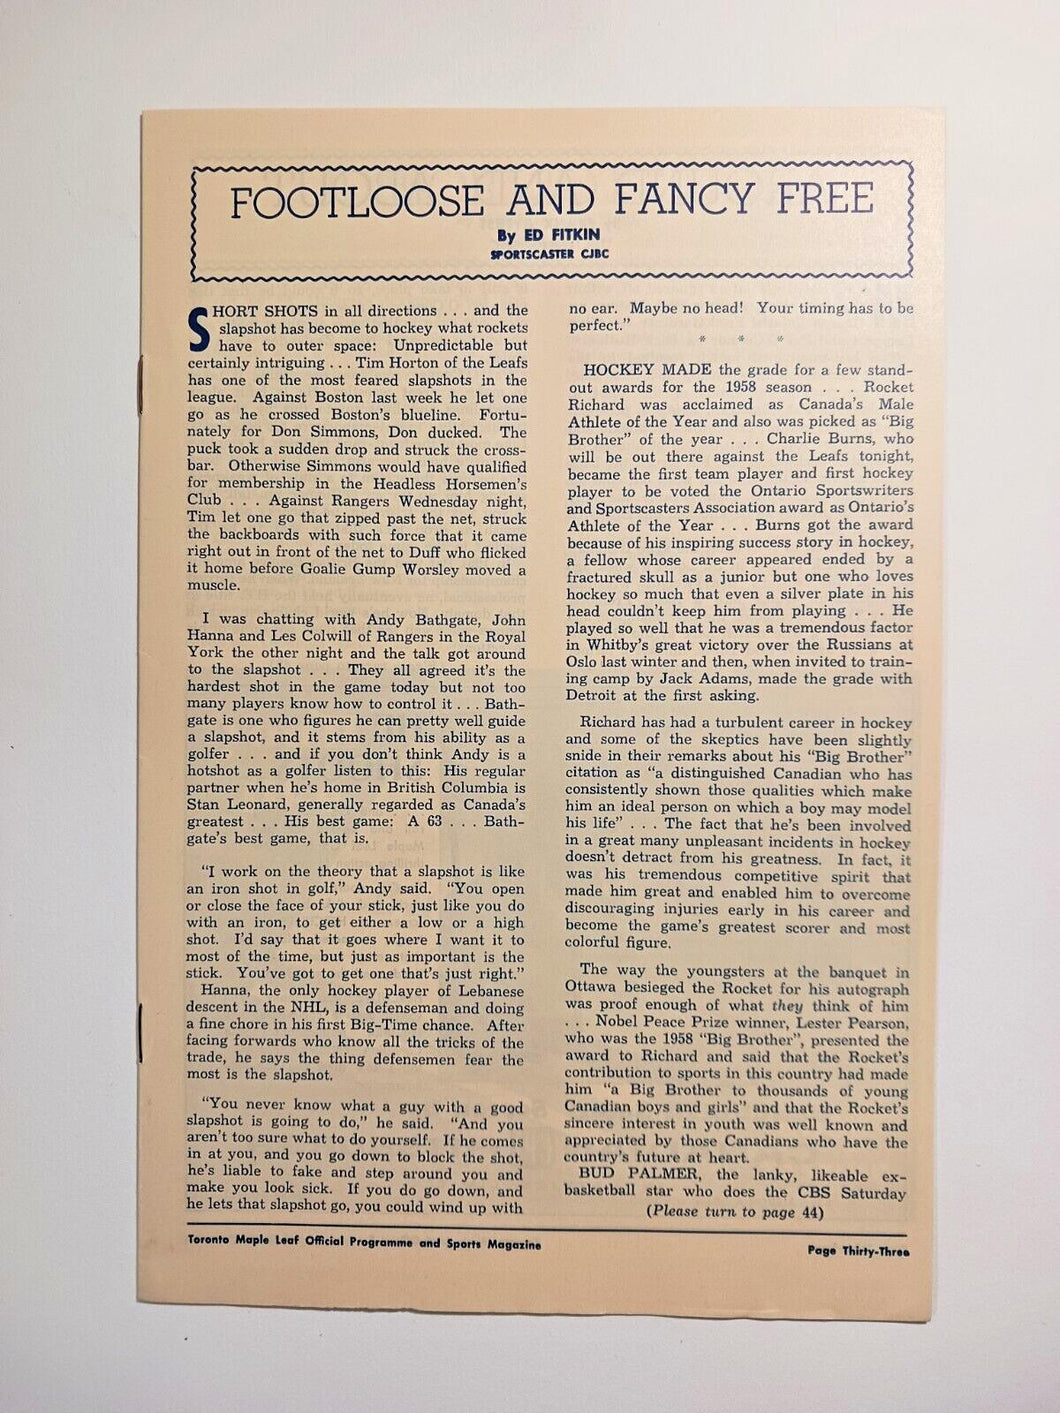 FOOTLOOSE AND FANCY FREE
By ED FITKIN
SPORTSCASTER CJBC
SHORT SHOTS in all directions . . . and the
slapshot has become to hockey what rockets
have to outer space: Unpredictable but
certainly intriguing . . . Tim Horton of the Leafs
has one of the most feared slapshots in the
league. Against Boston last week he let one
go as he crossed Boston's blueline. Fortu-
nately for Don Simmons, Don ducked. The
puck took a sudden drop and struck the cross-
bar. Otherwise Simmons would have qualified
for membership in the Headless Horsemen's
Club . . . Against Rangers Wednesday night,
Tim let one go that zipped past the net, struck
the backboards with such force that it came
right out in front of the net to Duff who flicked
it home before Goalie Gump Worsley moved a
muscle.
I was chatting with Andy Bathgate, John
Hanna and Les Colwill of Rangers in the Royal
York the other night and the talk got around
to the slapshot . . . They all agreed it's the
hardest shot in the game today but not too
many players know how to control it . . . Bath-
gate is one who figures he can pretty well guide
a slapshot, and it stems from his ability as a
golfer . . . and if you don't think Andy is a
hotshot as a golfer listen to this: His regular
partner when he's home in British Columbia is
Stan Leonard, generally regarded as Canada's
greatest . . . His best game: A 63 . . . Bath-
gate's best game, that is.
"I work on the theory that a slapshot is like
an iron shot in golf," Andy said. "You open
or close the face of your stick, just like you do
with an iron, to get either a low or a high
shot. I'd say that it goes where I want it to
most of the time, but just as important is the
stick. You've got to get one that's just right."
Hanna, the only hockey player of Lebanese
descent in the NHL, is a defenseman and doing
a fine chore in his first Big-Time chance. After
facing forwards who know all the tricks of the
trade, he says the thing defensemen fear the
most is the slapshot.
"You never know what a guy with a good
slapshot is going to do," he said. "And you
aren't too sure what to do yourself. If he comes
in at you, and you go down to block the shot,
he's liable to fake and step around you and
make you look sick. If you do go down, and
he lets that slapshot go, you could wind up with
no ear. Maybe no head! Your timing has to be
perfect."
* * *
HOCKEY MADE the grade for a few stand-
out awards for the 1958 season . . . Rocket
Richard was acclaimed as Canada's Male
Athlete of the Year and also was picked as "Big
Brother" of the year . . . Charlie Burns, who
will be out there against the Leafs tonight,
became the first team player and first hockey
player to be voted the Ontario Sportswriters
and Sportscasters Association award as Ontario's
Athlete of the Year . . . Burns got the award
because of his inspiring success story in hockey,
a fellow whose career appeared ended by a
fractured skull as a junior but one who loves
hockey so much that even a silver plate in his
head couldn't keep him from playing . . . He
played so well that he was a tremendous factor
in Whitby's great victory over the Russians at
Oslo last winter and then, when invited to train-
ing camp by Jack Adams, made the grade with
Detroit at the first asking.
Richard has had a turbulent career in hockey
and some of the skeptics have been slightly
snide in their remarks about his "Big Brother"
citation as "a distinguished Canadian who has
consistently shown those qualities which make
him an ideal person on which a boy may model
his life" . . . The fact that he's been involved
in a great many unpleasant incidents in hockey
doesn't detract from his greatness. In fact, it
was his tremendous competitive spirit that
made him great and enabled him to overcome
discouraging injuries early in his career and
become the game's greatest scorer and most
colorful figure.
The way the youngsters at the banquet in
Ottawa besieged the Rocket for his autograph
was proof enough of what they think of him
. . . Nobel Peace Prize winner, Lester Pearson,
who was the 1958 "Big Brother", presented the
award to Richard and said that the Rocket's
contribution to sports in this country had made
him "a Big Brother to thousands of young
Canadian boys and girls" and that the Rocket's
sincere interest in youth was well known and
appreciated by those Canadians who have the
country's future at heart.
BUD PALMER, the lanky, likeable ex-
basketball star who does the CBS Saturday
(Please turn to page 44)
Toronto Maple Leaf Official Programme and Sports Magazine
Page Thirty-Three